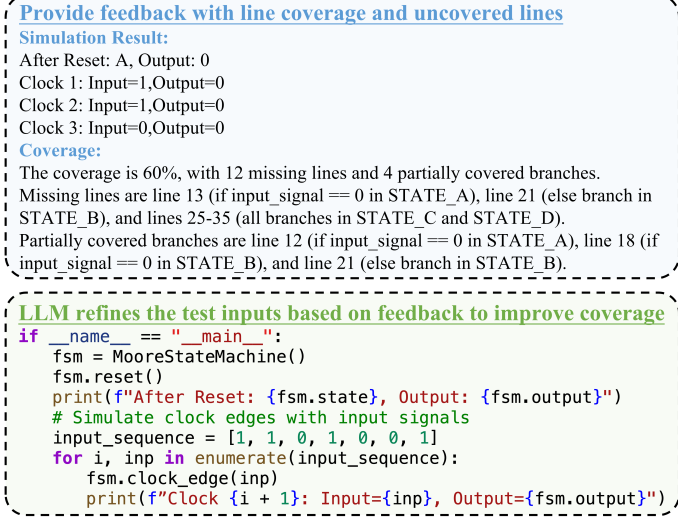 Provide feedback with line coverage and uncovered lines
Simulation Result:
After Reset: A, Output: 0
Clock 1: Input=1,Output=0
Clock 2: Input=1,Output=0
Clock 3: Input=0,Output=0
Coverage:
The coverage is 60%, with 12 missing lines and 4 partially covered branches.
Missing lines are line 13 (if input_signal == 0 in STATE_A), line 21 (else branch in
STATE_B), and lines 25-35 (all branches in STATE_C and STATE_D).
Partially covered branches are line 12 (if input_signal == 0 in STATE_A), line 18 (if
input_signal == 0 in STATE_B), and line 21 (else branch in STATE_B).
LLM refines the test inputs based on feedback to improve coverage
if __name__ == "__main__":
    fsm = MooreStateMachine()
    fsm.reset()
    print(f"After Reset: {fsm.state}, Output: {fsm.output}")
    # Simulate clock edges with input signals
    input_sequence = [1, 1, 0, 1, 0, 0, 1]
    for i, inp in enumerate(input_sequence):
        fsm.clock_edge(inp)
        print(f”Clock {i + 1}: Input={inp}, Output={fsm.output}")